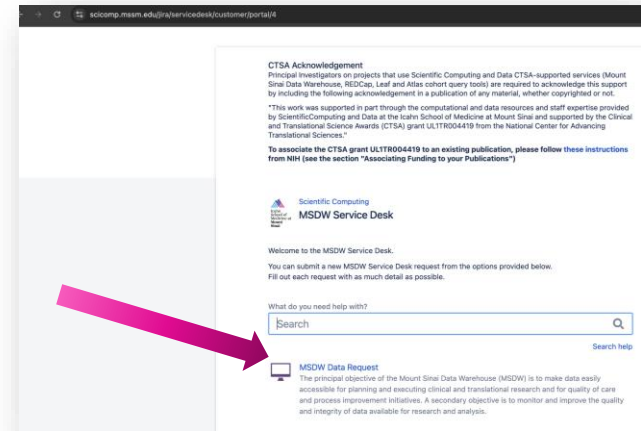 scicomp.mssm.edu/jira/servicedesk/customer/portal/4
CTSA Acknowledgement
Principal Investigators on projects that use Scientific Computing and Data CTSA-supported services (Mount
Sinai Data Warehouse, REDCap, Leaf and Atlas cohort query tools) are required to acknowledge this support
by including the following acknowledgement in a publication of any material, whether copyrighted or not.
"This work was supported in part through the computational and data resources and staff expertise provided
by ScientificComputing and Data at the Icahn School of Medicine at Mount Sinai and supported by the Clinical
and Translational Science Awards (CTSA) grant UL1TR004419 from the National Center for Advancing
Translational Sciences."
To associate the CTSA grant UL1TR004419 to an existing publication, please follow these instructions
from NIH (see the section "Associating Funding to your Publications")
Icahn
School of
Medicine at
Mount
Sinai
Scientific Computing
MSDW Service Desk
Welcome to the MSDW Service Desk.
You can submit a new MSDW Service Desk request from the options provided below.
Fill out each request with as much detail as possible.
What do you need help with?
Search
Search help
MSDW Data Request
The principal objective of the Mount Sinai Data Warehouse (MSDW) is to make data easily
accessible for planning and executing clinical and translational research and for quality of care
and process improvement initiatives. A secondary objective is to monitor and improve the quality
and integrity of data available for research and analysis.